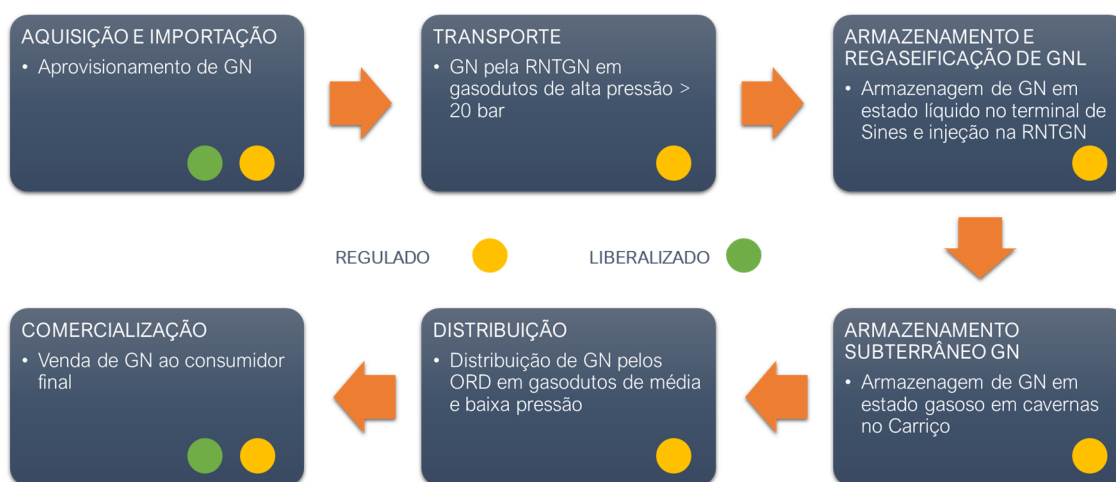 AQUISIÇÃO E IMPORTAÇÃO
• Aprovisionamento de GN
TRANSPORTE
• GN pela RNTGN em
gasodutos de alta pressão >
20 bar
ARMAZENAMENTO E
REGASEIFICAÇÃO DE GNL
• Armazenagem de GN em
estado líquido no terminal de
Sines e injeção na RNTGN
REGULADO
LIBERALIZADO
COMERCIALIZAÇÃO
• Venda de GN ao consumidor
final
DISTRIBUIÇÃO
• Distribuição de GN pelos
ORD em gasodutos de média
e baixa pressão
ARMAZENAMENTO
SUBTERRÂNEO GN
• Armazenagem de GN em
estado gasoso em cavernas
no Carriço